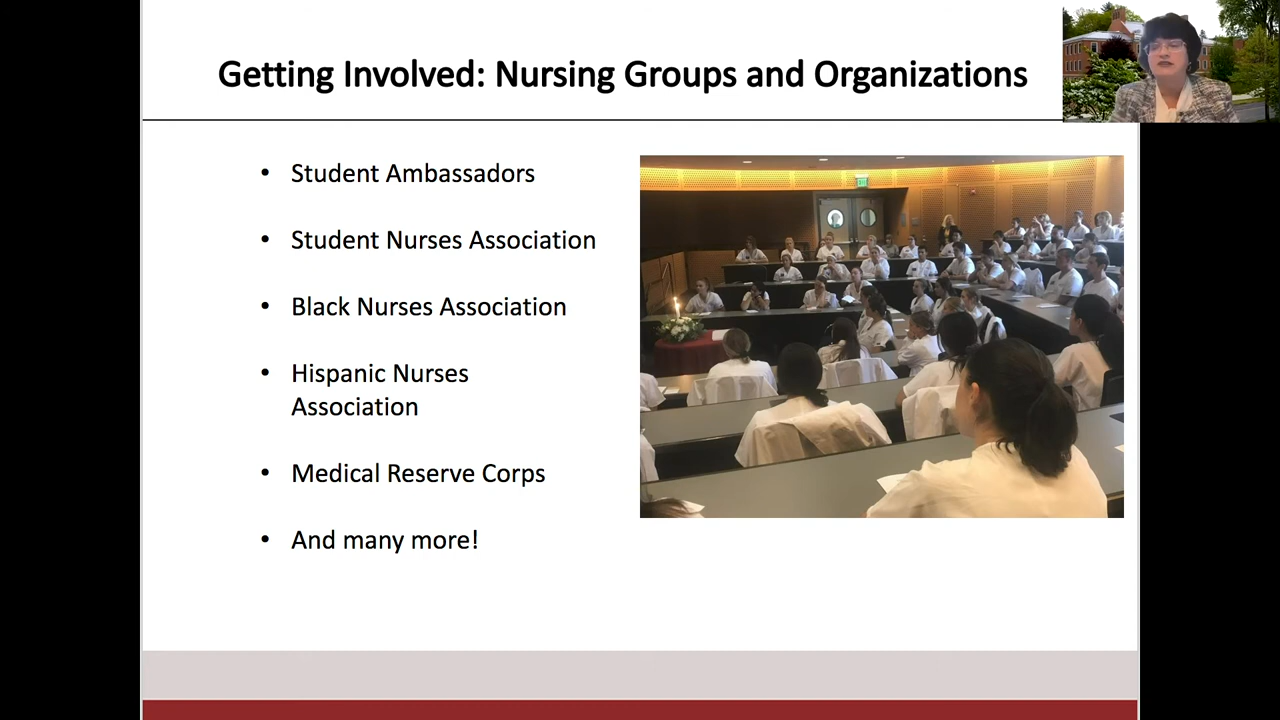 Getting Involved: Nursing Groups and Organizations
• Student Ambassadors
• Student Nurses Association
• Black Nurses Association
• Hispanic Nurses
Association
• Medical Reserve Corps
• And many more!